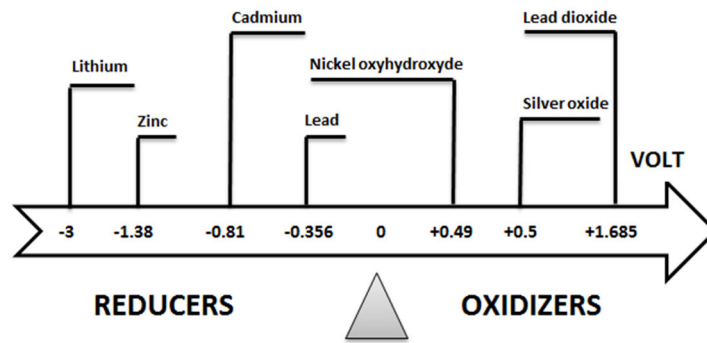 Cadmium
Lead dioxide
Lithium
Nickel oxyhydroxyde
Zinc
Lead
Silver oxide
VOLT
-3 -1.38 -0.81 -0.356 0 +0.49 +0.5 +1.685
REDUCERS OXIDIZERS